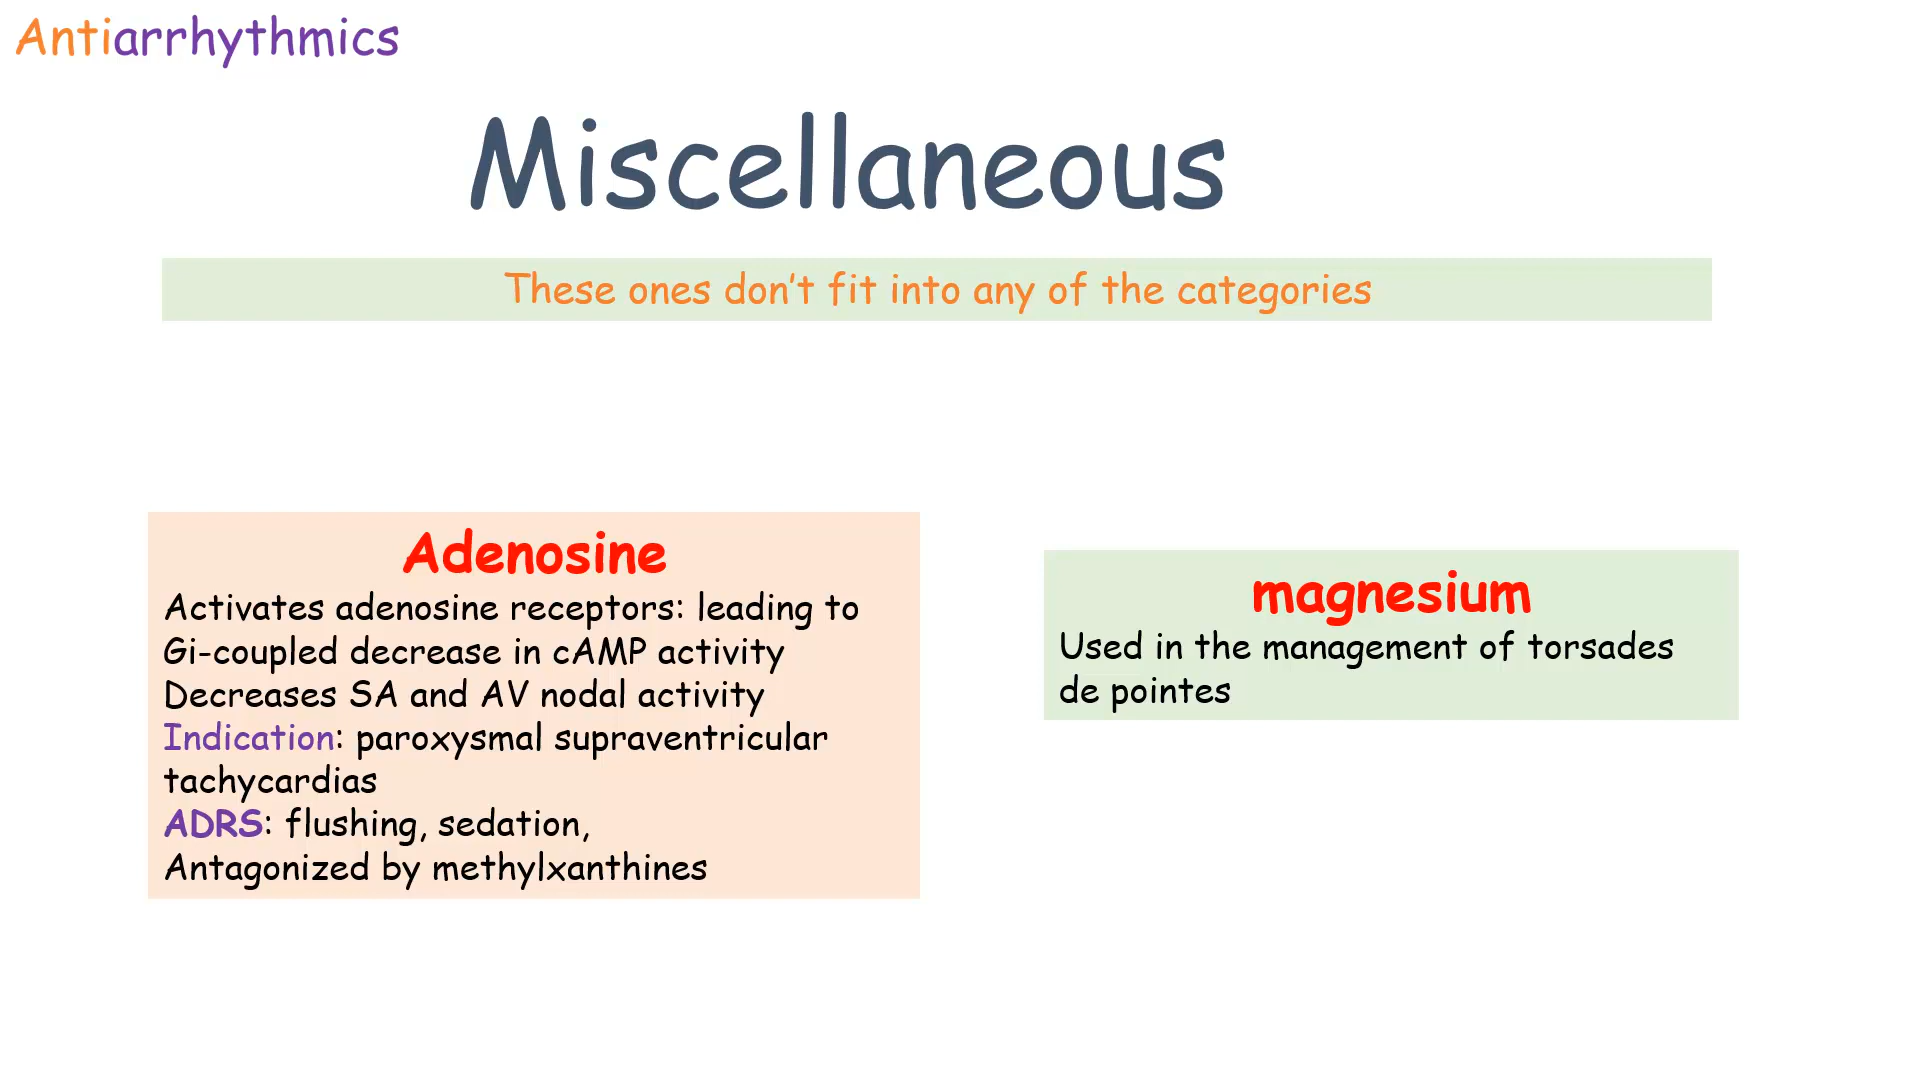 Antiarrhythmics
Miscellaneous
These ones don't fit into any of the categories
Adenosine
Activates adenosine receptors: leading to
Gi-coupled decrease in cAMP activity
Decreases SA and AV nodal activity
Indication: paroxysmal supraventricular
tachycardias
ADRS: flushing, sedation,
Antagonized by methylxanthines
magnesium
Used in the management of torsades
de pointes